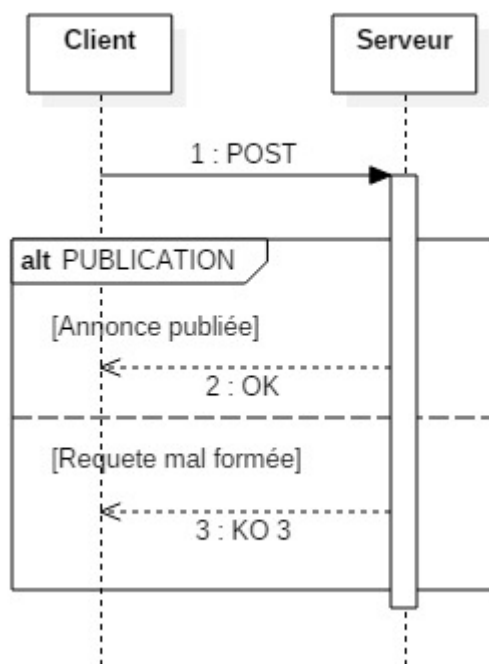 Client
Serveur
1 : POST
alt PUBLICATION
[Annonce publiée]
2 : OK
[Requete mal formée]
3 : KO 3